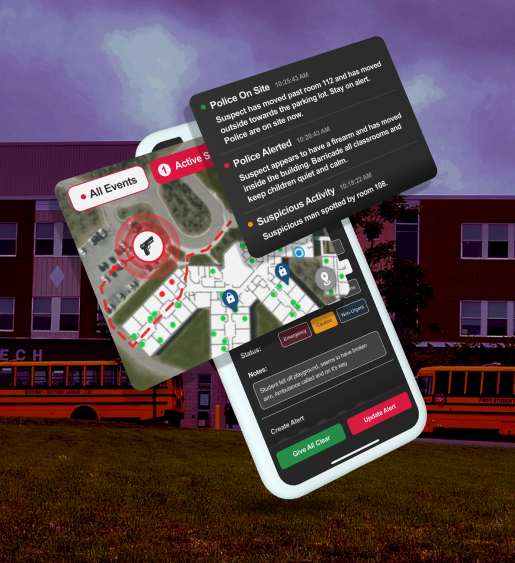 Police On Site 10:25:43 AM
Suspect has moved past room 112 and has moved
outside towards the parking lot. Stay on alert.
Police are on site now.
Police Alerted 10:20:43 AM
Suspect appears to have a firearm and has moved
inside the building. Barricade all classrooms and
keep children quiet and calm.
Suspicious Activity 10:19:22 AM
Suspicious man spotted by room 108.
All Events
1 Active S
Status:
Emergency
Caution
Non-Urgent
Notes:
Student fell off playground, seems to have broken
arm. Ambulance called and on it's way
Create Alert
Give All Clear
Update Alert
ECH